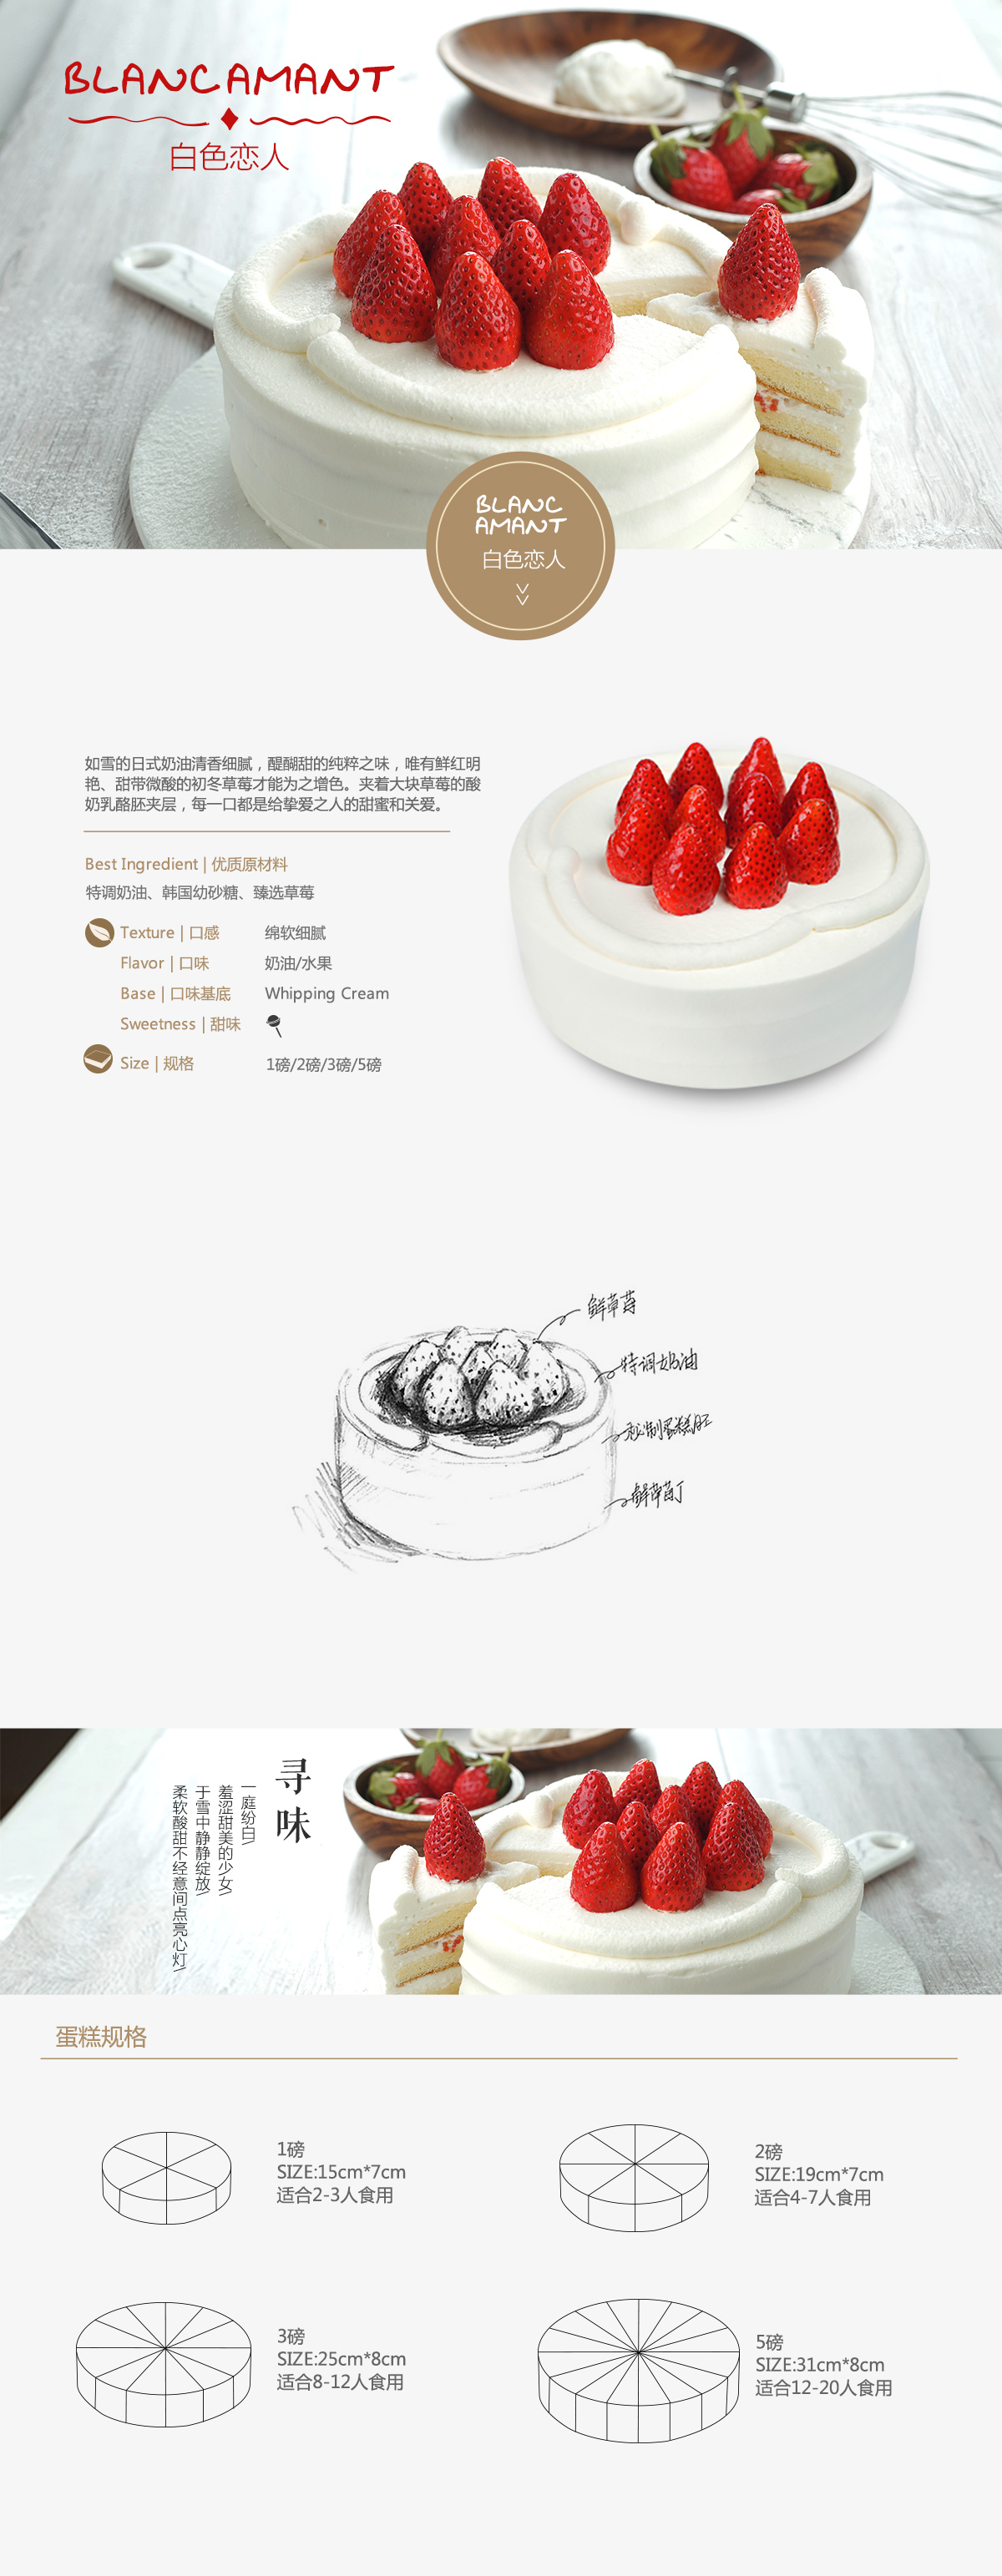 BLANCAMANT
白色恋人
BLANC
AMANT
白色恋人
如雪的日式奶油清香细腻，醍醐甜的纯粹之味，唯有鲜红明
艳、甜带微酸的初冬草莓才能为之增色。夹着大块草莓的酸
奶乳酪胚夹层，每一口都是给挚爱之人的甜蜜和关爱。
Best Ingredient | 优质原材料
特调奶油、韩国幼砂糖、臻选草莓
Texture | 口感 绵软细腻
Flavor | 口味 奶油/水果
Base | 口味基底 Whipping Cream
Sweetness | 甜味
Size | 规格 1磅/2磅/3磅/5磅
鲜草莓
特调奶油
秘制蛋糕胚
鲜草莓丁
寻味
一庭纷白/
羞涩甜美的少女/
于雪中静静绽放/
柔软酸甜不经意间点亮心灯/
蛋糕规格
1磅
SIZE:15cm*7cm
适合2-3人食用
2磅
SIZE:19cm*7cm
适合4-7人食用
3磅
SIZE:25cm*8cm
适合8-12人食用
5磅
SIZE:31cm*8cm
适合12-20人食用